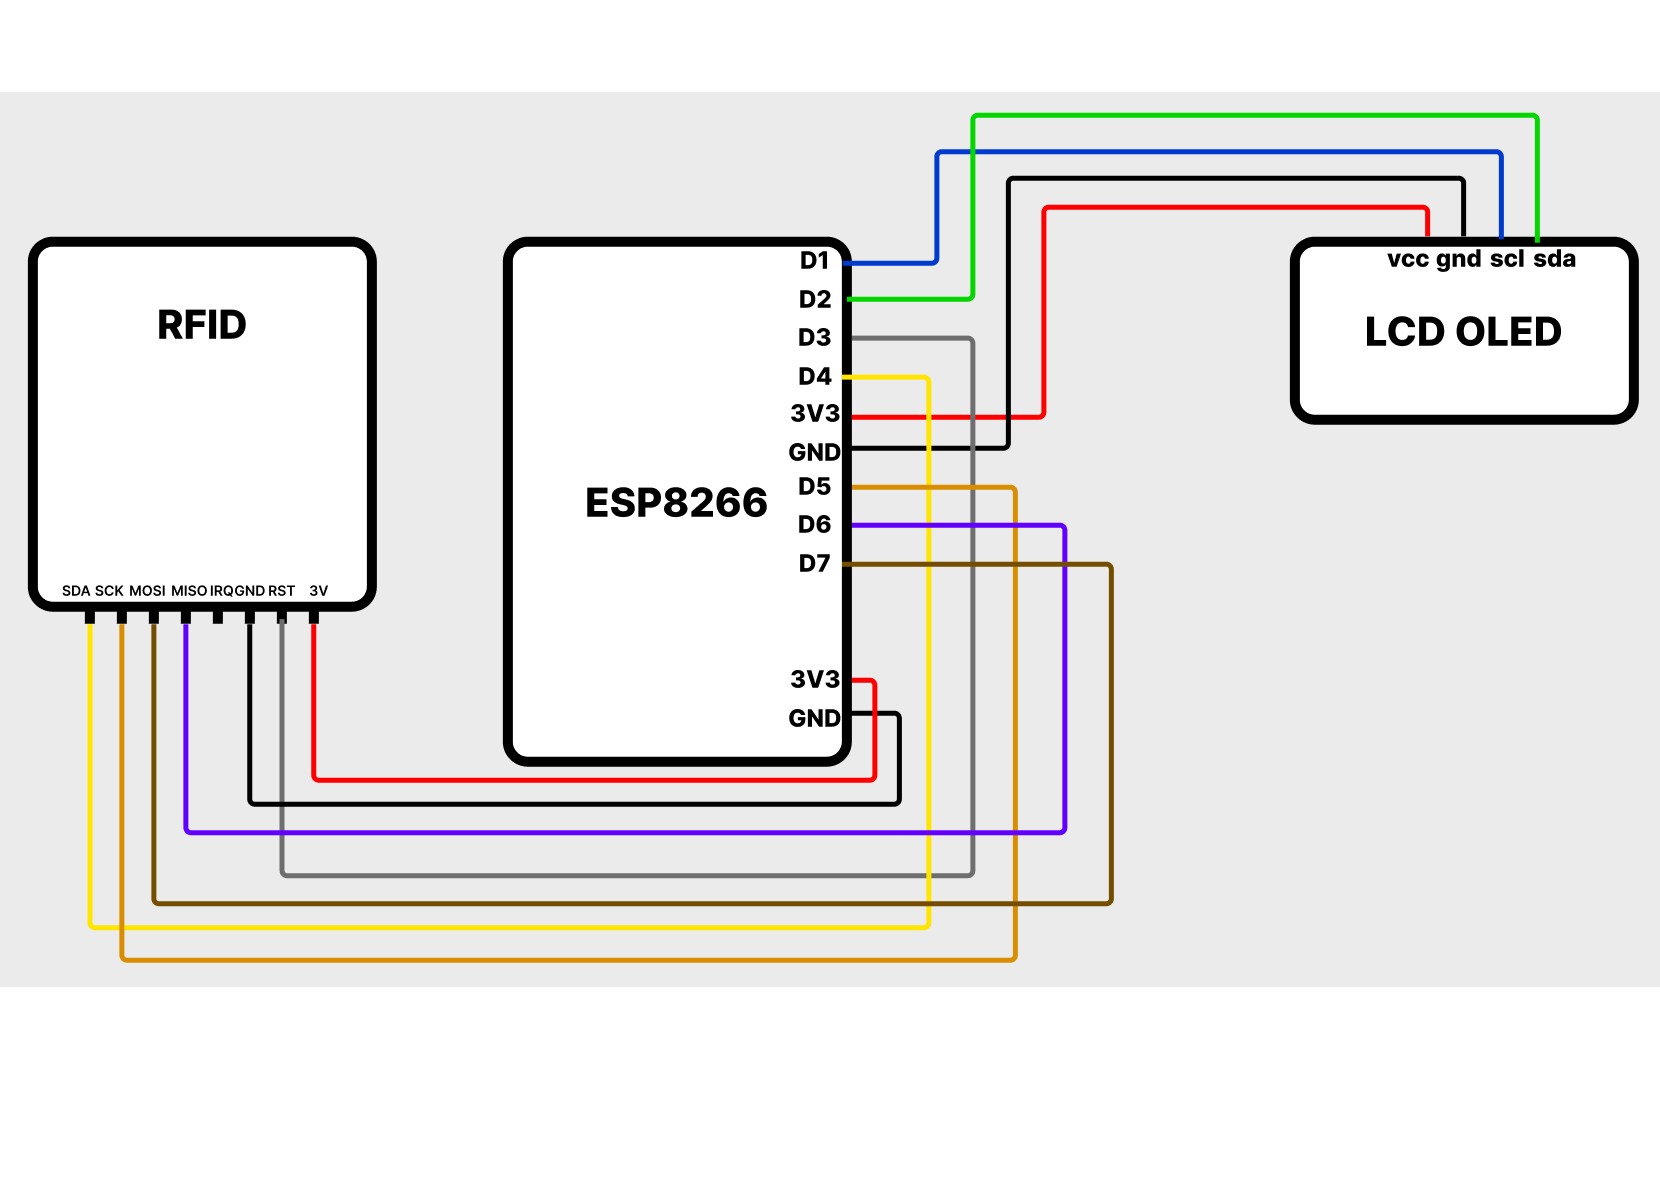 RFID
SDA SCK MOSI MISO IRQ GND RST 3V
ESP8266
D1
D2
D3
D4
3V3
GND
D5
D6
D7
3V3
GND
vcc gnd scl sda
LCD OLED